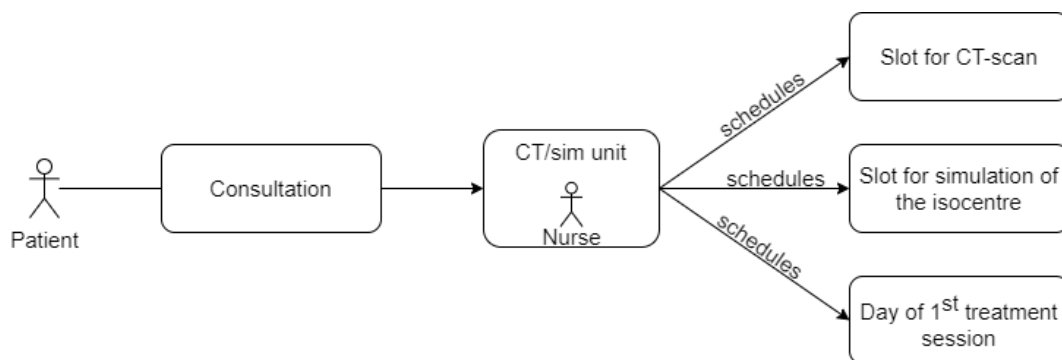 Patient
Consultation
CT/sim unit
Nurse
schedules
schedules
schedules
Slot for CT-scan
Slot for simulation of
the isocentre
Day of 1st treatment
session